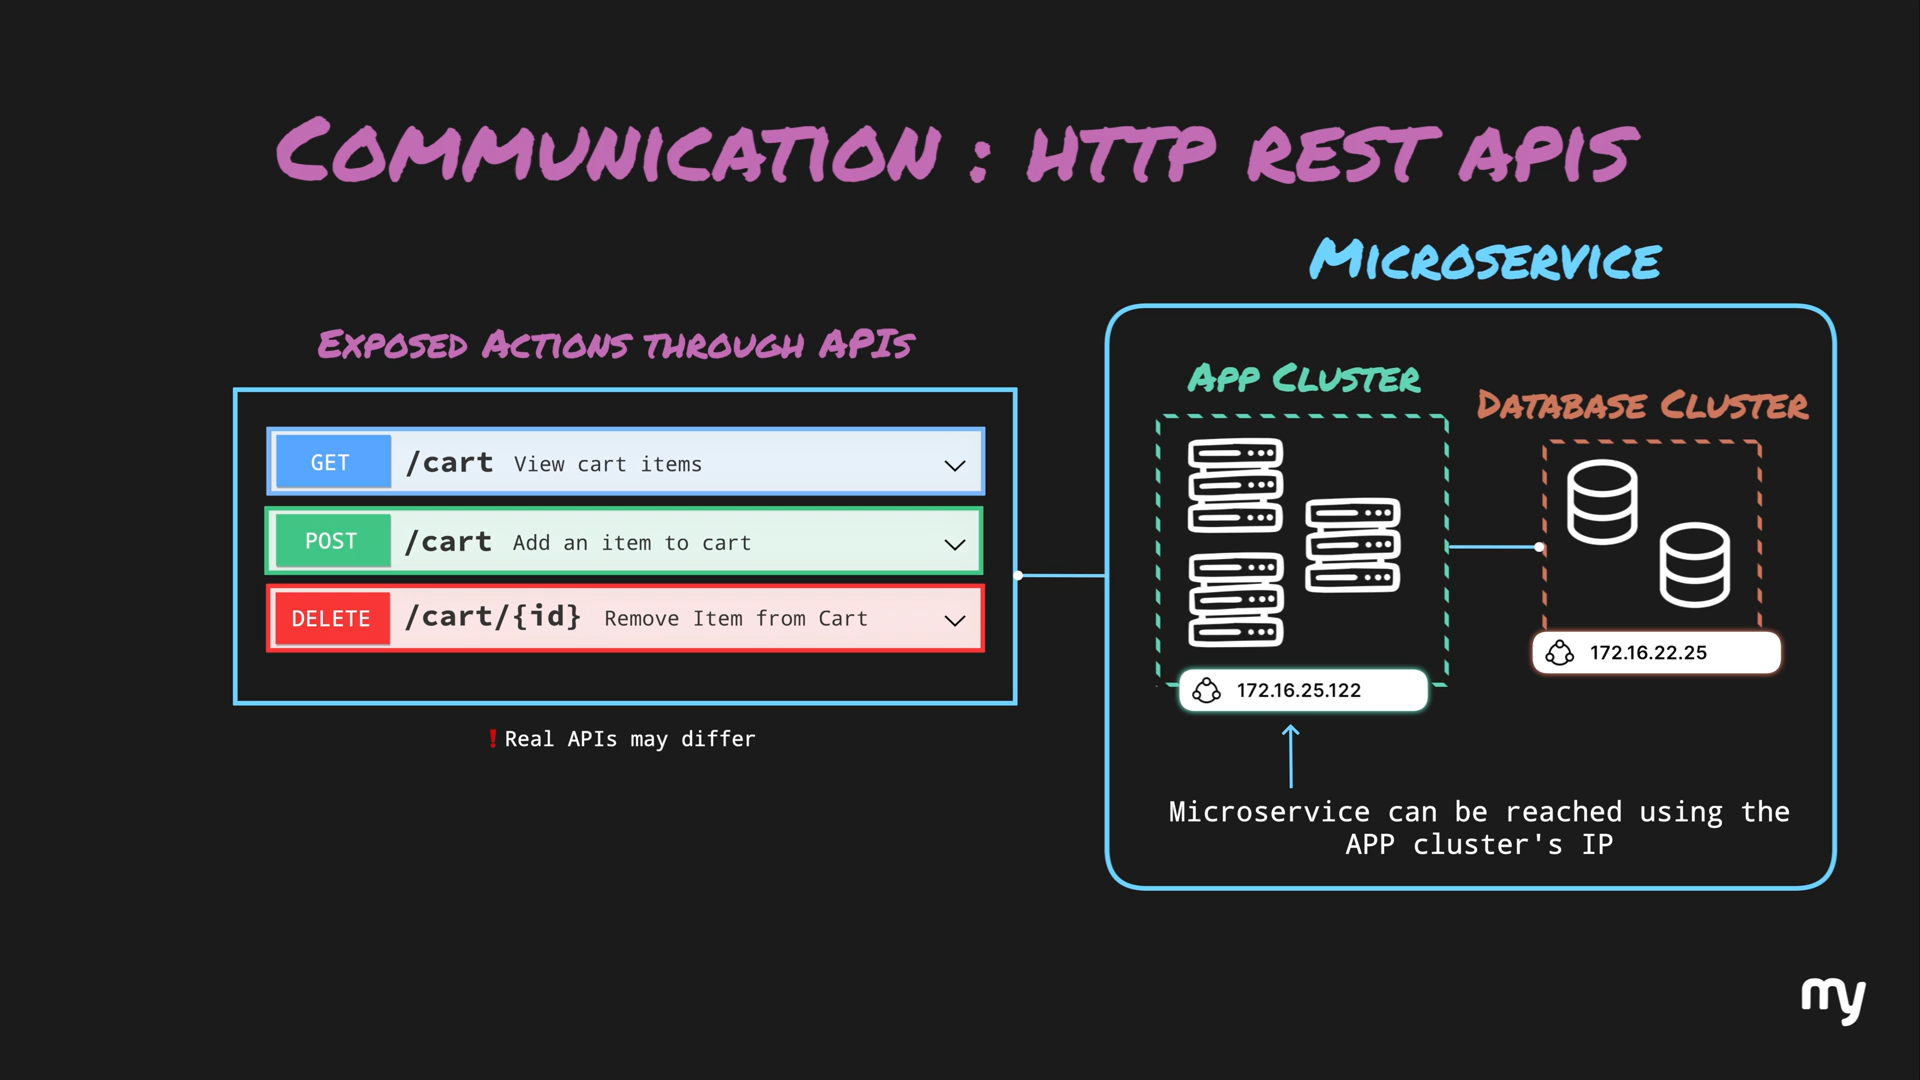 COMMUNICATION : HTTP REST APIS
MICROSERVICE
EXPOSED ACTIONS THROUGH APIS
GET /cart View cart items
POST /cart Add an item to cart
DELETE /cart/{id} Remove Item from Cart
❗Real APIs may differ
APP CLUSTER
DATABASE CLUSTER
172.16.22.25
172.16.25.122
Microservice can be reached using the
APP cluster's IP
my